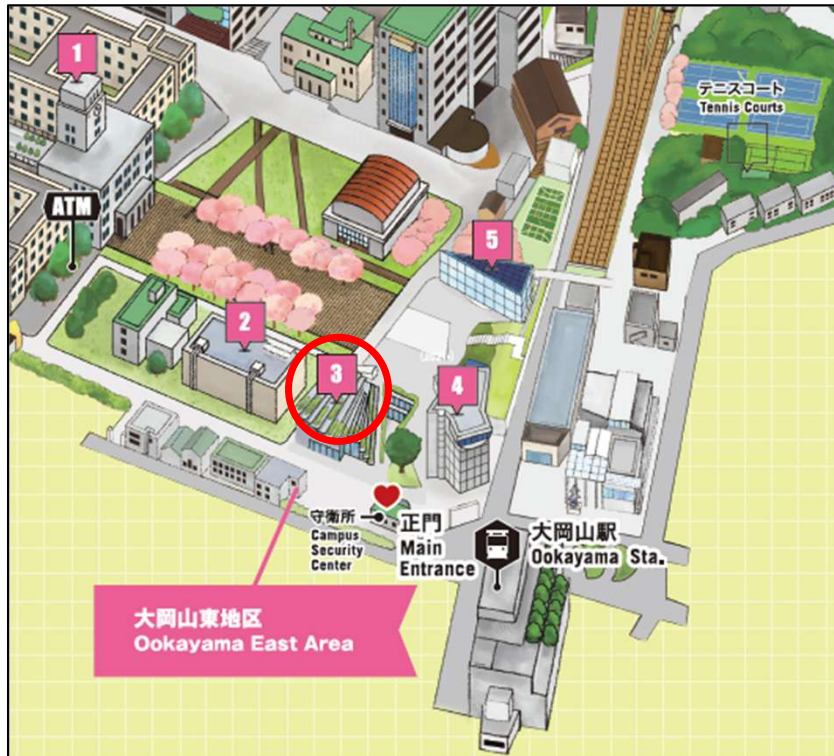 1
テニスコート
Tennis Courts
ATM
5
2
3
4
守衛所
Campus
Security
Center
正門
Main
Entrance
大岡山駅
Ookayama Sta.
大岡山東地区
Ookayama East Area